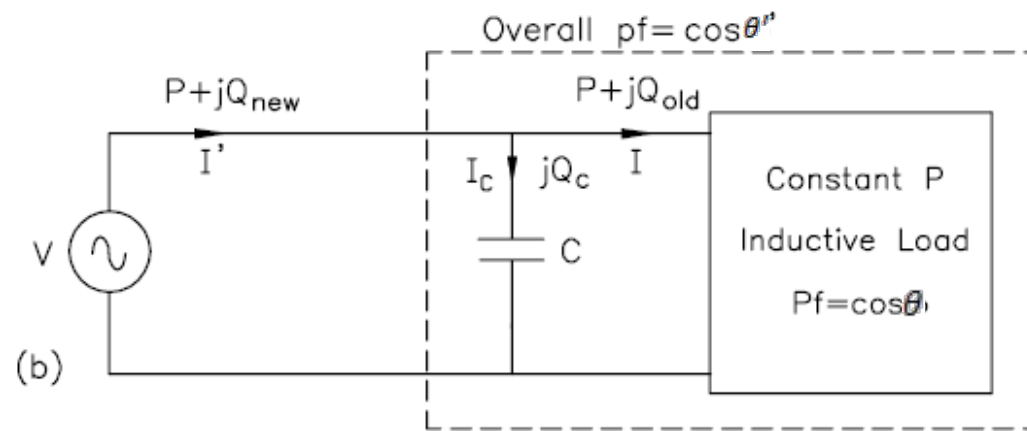 Overall pf=cosθ''
P+jQnew
P+jQold
I'
Ic
jQc
I
V
C
Constant P
Inductive Load
Pf=cosθ
(b)